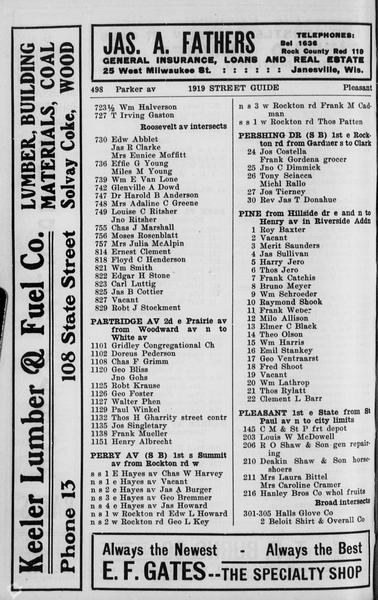 JAS. A. FATHERS
TELEPHONES:
Bel 1636
Rock County Red 119
GENERAL INSURANCE, LOANS AND REAL ESTATE
25 West Milwaukee St. : : : : : : Janesville, Wis.
498 Parker av 1919 STREET GUIDE Pleasant
723½ Wm Halverson
727 T Irving Gaston
Roosevelt av intersects
730 Edw Abblet
Jas R Clarke
Mrs Eunice Moffitt
736 Effie G Young
Miles M Young
739 Wm E Van Lone
742 Glenville A Dowd
747 Dr Harold B Anderson
748 Mrs Adaline C Greene
749 Louise C Ritsher
Jno Ritsher
755 Chas J Marshall
756 Moses Rosenblatt
757 Mrs Julia McAlpin
814 Ernest Clement
818 Floyd C Henderson
821 Wm Smith
822 Edgar H Stone
823 Carl Luttig
825 Jas B Cottier
827 Vacant
829 Robt J Stockment
PARTRIDGE AV 2d e Prairie av
from Woodward av n to
White av
1101 Gridley Congregational Ch
1102 Doreus Pederson
1108 Chas F Grimm
1120 Geo Bliss
Jno Gohs
1125 Robt Krause
1126 Geo Foster
1127 Walter Phen
1129 Paul Winkel
1132 Thos H Gharrity street contr
1135 Jos Singletary
1138 Frank Mueller
1151 Henry Albrecht
PERRY AV (S B) 1st s Summit
av from Rockton rd w
s s 1 E Hayes av Chas W Harvey
n s 1 e Hayes av Vacant
n s 2 e Hayes av Jas A Burger
n s 3 e Hayes av Geo Bremmer
n s 4 e Hayes av Jas Howard
n s 1 w Rockton rd Edw L Howard
n s 2 w Rockton rd Geo L Key
n s 3 w Rockton rd Frank M Cadman
s s 1 w Rockton rd Thos Patten
PERSHING DR (S B) 1st e Rockton
rd from Gardner s to Clark
24 Jos Costella
Frank Gordena grocer
25 Jno C Dimmick
26 Tony Sciacca
Michl Rallo
27 Jos Tierney
30 Rev Jas T Donahue
PINE from Hillside dr e and n to
Henry av in Riverside Addn
1 Roy Baxter
2 Vacant
3 Merit Saunders
4 Jas Sullivan
5 Harry Jero
6 Thos Jero
7 Frank Catchis
8 Bruno Meyer
9 Wm Schroeder
10 Raymond Shook
11 Frank Weber
12 Milo Allison
13 Elmer C Black
14 Theo Olson
15 Wm Harris
16 Emil Stankey
17 Geo Ventraarst
18 Fred Shoot
19 Vacant
20 Wm Lathrop
21 Thos Rylatt
22 Clement L Barr
PLEASANT 1st e State from St
Paul av n to city limits
145 C M & St P frt depot
203 Louis W McDowell
206 R O Shaw & Son gen repairing
210 Deakin Shaw & Son horseshoers
211 Mrs Laura Bittel
Mrs Caroline Cramer
216 Hanley Bros Co whol fruits
Broad intersects
301-305 Halls Glove Co
2 Beloit Shirt & Overall Co
Keeler Lumber & Fuel Co.
LUMBER, BUILDING
MATERIALS, COAL
Solvay Coke, WOOD
Phone 13 108 State Street
Always the Newest - Always the Best
E. F. GATES--THE SPECIALTY SHOP